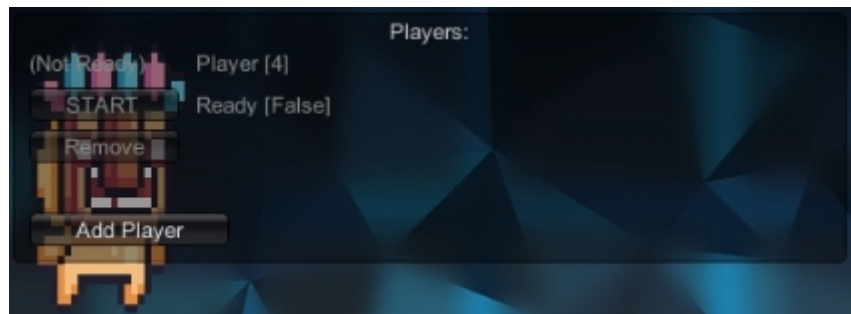 Players:
(Not Ready) Player [4]
START Ready [False]
Remove
Add Player